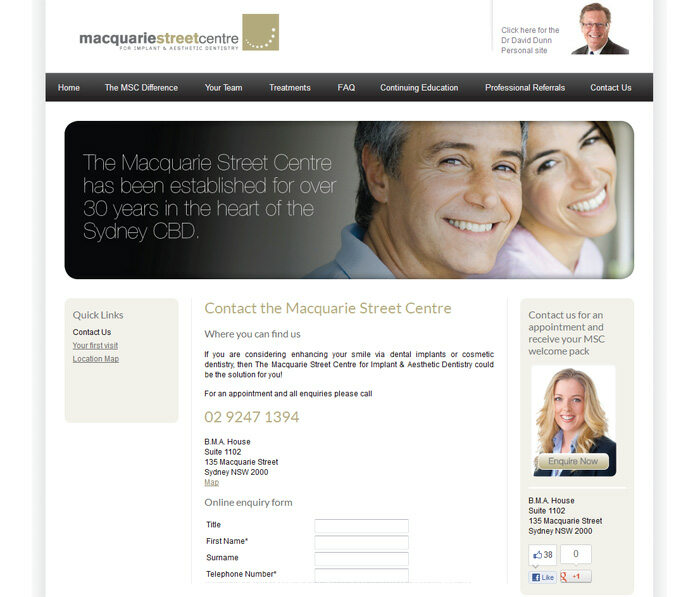 macquariestreetcentre
FOR IMPLANT & AESTHETIC DENTISTRY
Click here for the
Dr David Dunn
Personal site
Home The MSC Difference Your Team Treatments FAQ Continuing Education Professional Referrals Contact Us
The Macquarie Street Centre
has been established for over
30 years in the heart of the
Sydney CBD.
Quick Links
Contact Us
Your first visit
Location Map
Contact the Macquarie Street Centre
Where you can find us
If you are considering enhancing your smile via dental implants or cosmetic
dentistry, then The Macquarie Street Centre for Implant & Aesthetic Dentistry could
be the solution for you!
For an appointment and all enquiries please call
02 9247 1394
B.M.A. House
Suite 1102
135 Macquarie Street
Sydney NSW 2000
Map
Online enquiry form
Title
First Name*
Surname
Telephone Number*
Contact us for an
appointment and
receive your MSC
welcome pack
Enquire Now
B.M.A. House
Suite 1102
135 Macquarie Street
Sydney NSW 2000
38 0
Like +1